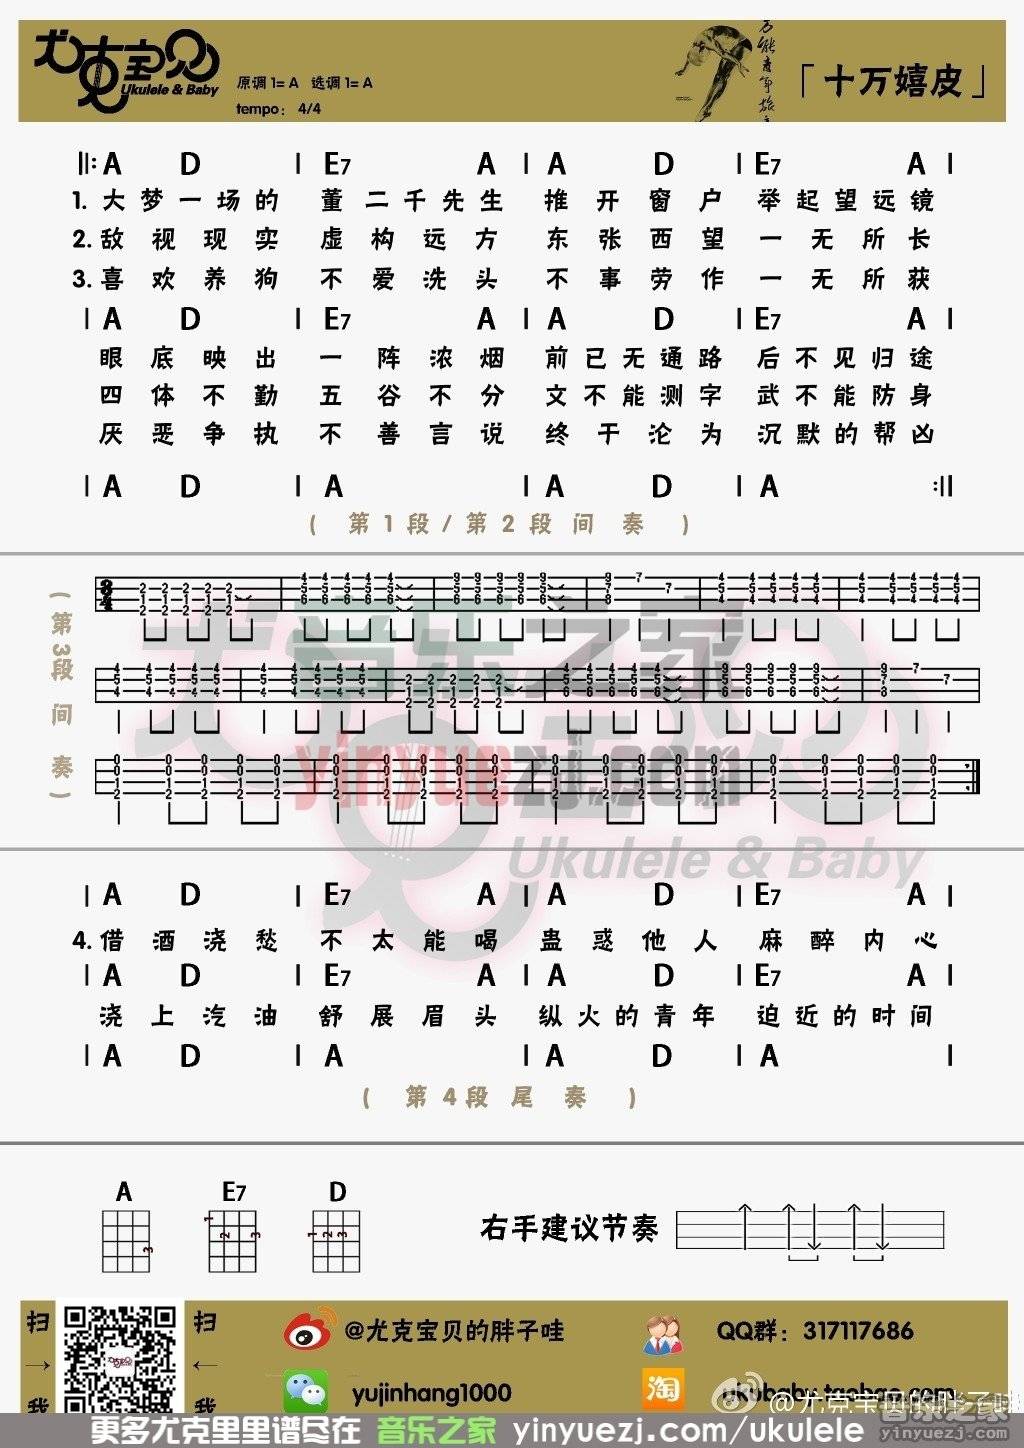 尤克宝贝
Ukulele & Baby
原调 1= A 选调 1= A
tempo： 4/4
「十万嬉皮」
A D E7 A A D E7 A
1. 大梦一场的 董二千先生 推开窗户 举起望远镜
2. 敌视现实 虚构远方 东张西望 一无所长
3. 喜欢养狗 不爱洗头 不事劳作 一无所获
A D E7 A A D E7 A
眼底映出 一阵浓烟 前已无通路 后不见归途
四体不勤 五谷不分 文不能测字 武不能防身
厌恶争执 不善言说 终于沦为 沉默的帮凶
A D A A D A
( 第1段/第2段间奏 )
(第3段间奏)
音乐之家
yinyuezj.com
Ukulele & Baby
A D E7 A A D E7 A
4. 借酒浇愁 不太能喝 蛊惑他人 麻醉内心
A D E7 A A D E7 A
浇上汽油 舒展眉头 纵火的青年 迫近的时间
A D A A D A
( 第4段尾奏 )
A E7 D
右手建议节奏
扫 我
扫 我
@尤克宝贝的胖子哇
QQ群：317117686
yujinhang1000
淘
ukubaby.taobao.com
@尤克宝贝的胖子哇
更多尤克里里谱尽在 音乐之家 yinyuezj.com/ukulele
音乐之家
yinyuezj.com